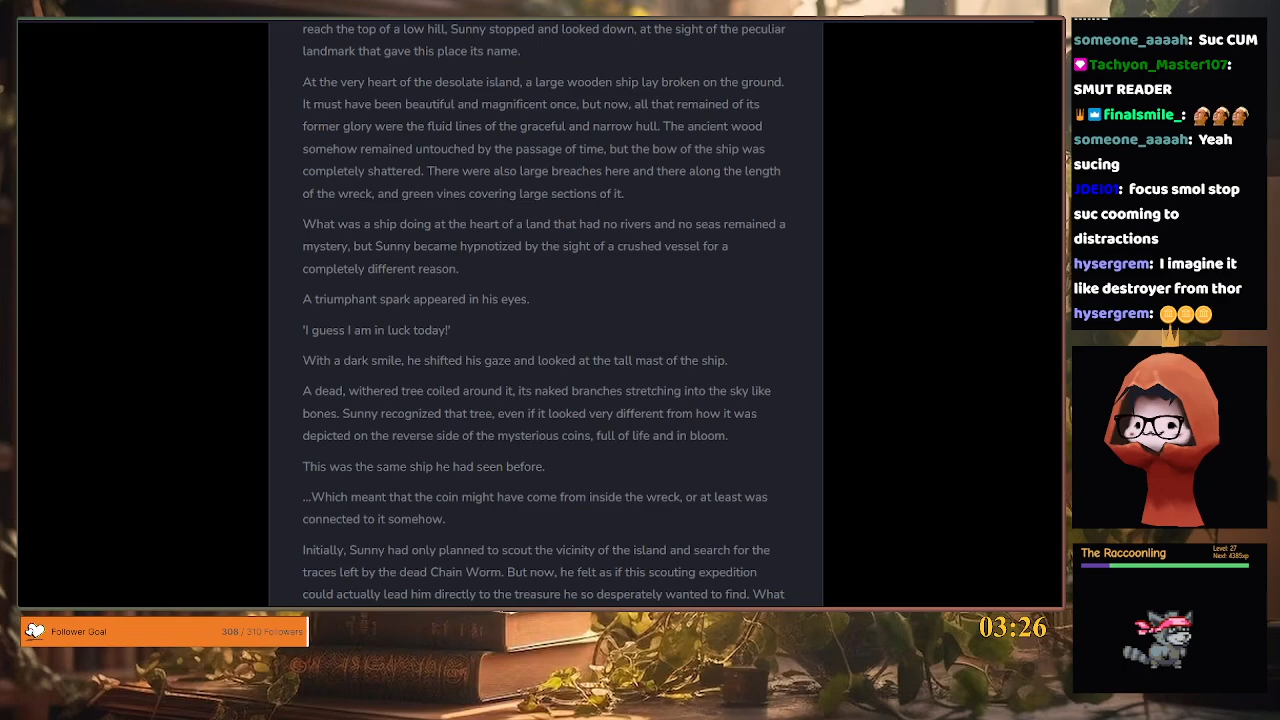 reach the top of a low hill, Sunny stopped and looked down, at the sight of the peculiar
landmark that gave this place its name.
At the very heart of the desolate island, a large wooden ship lay broken on the ground.
It must have been beautiful and magnificent once, but now, all that remained of its
former glory were the fluid lines of the graceful and narrow hull. The ancient wood
somehow remained untouched by the passage of time, but the bow of the ship was
completely shattered. There were also large breaches here and there along the length
of the wreck, and green vines covering large sections of it.
What was a ship doing at the heart of a land that had no rivers and no seas remained a
mystery, but Sunny became hypnotized by the sight of a crushed vessel for a
completely different reason.
A triumphant spark appeared in his eyes.
'I guess I am in luck today!'
With a dark smile, he shifted his gaze and looked at the tall mast of the ship.
A dead, withered tree coiled around it, its naked branches stretching into the sky like
bones. Sunny recognized that tree, even if it looked very different from how it was
depicted on the reverse side of the mysterious coins, full of life and in bloom.
This was the same ship he had seen before.
...Which meant that the coin might have come from inside the wreck, or at least was
connected to it somehow.
Initially, Sunny had only planned to scout the vicinity of the island and search for the
traces left by the dead Chain Worm. But now, he felt as if this scouting expedition
could actually lead him directly to the treasure he so desperately wanted to find. What
someone_aaaah: Suc CUM
Tachyon_Master107:
SMUT READER
finalsmile_:
someone_aaaah: Yeah
sucing
JDEI01: focus smol stop
suc cooming to
distractions
hysergrem: I imagine it
like destroyer from thor
hysergrem:
The Raccoonling
Level: 27
Next: 4385xp
Follower Goal
308 / 310 Followers
03:26